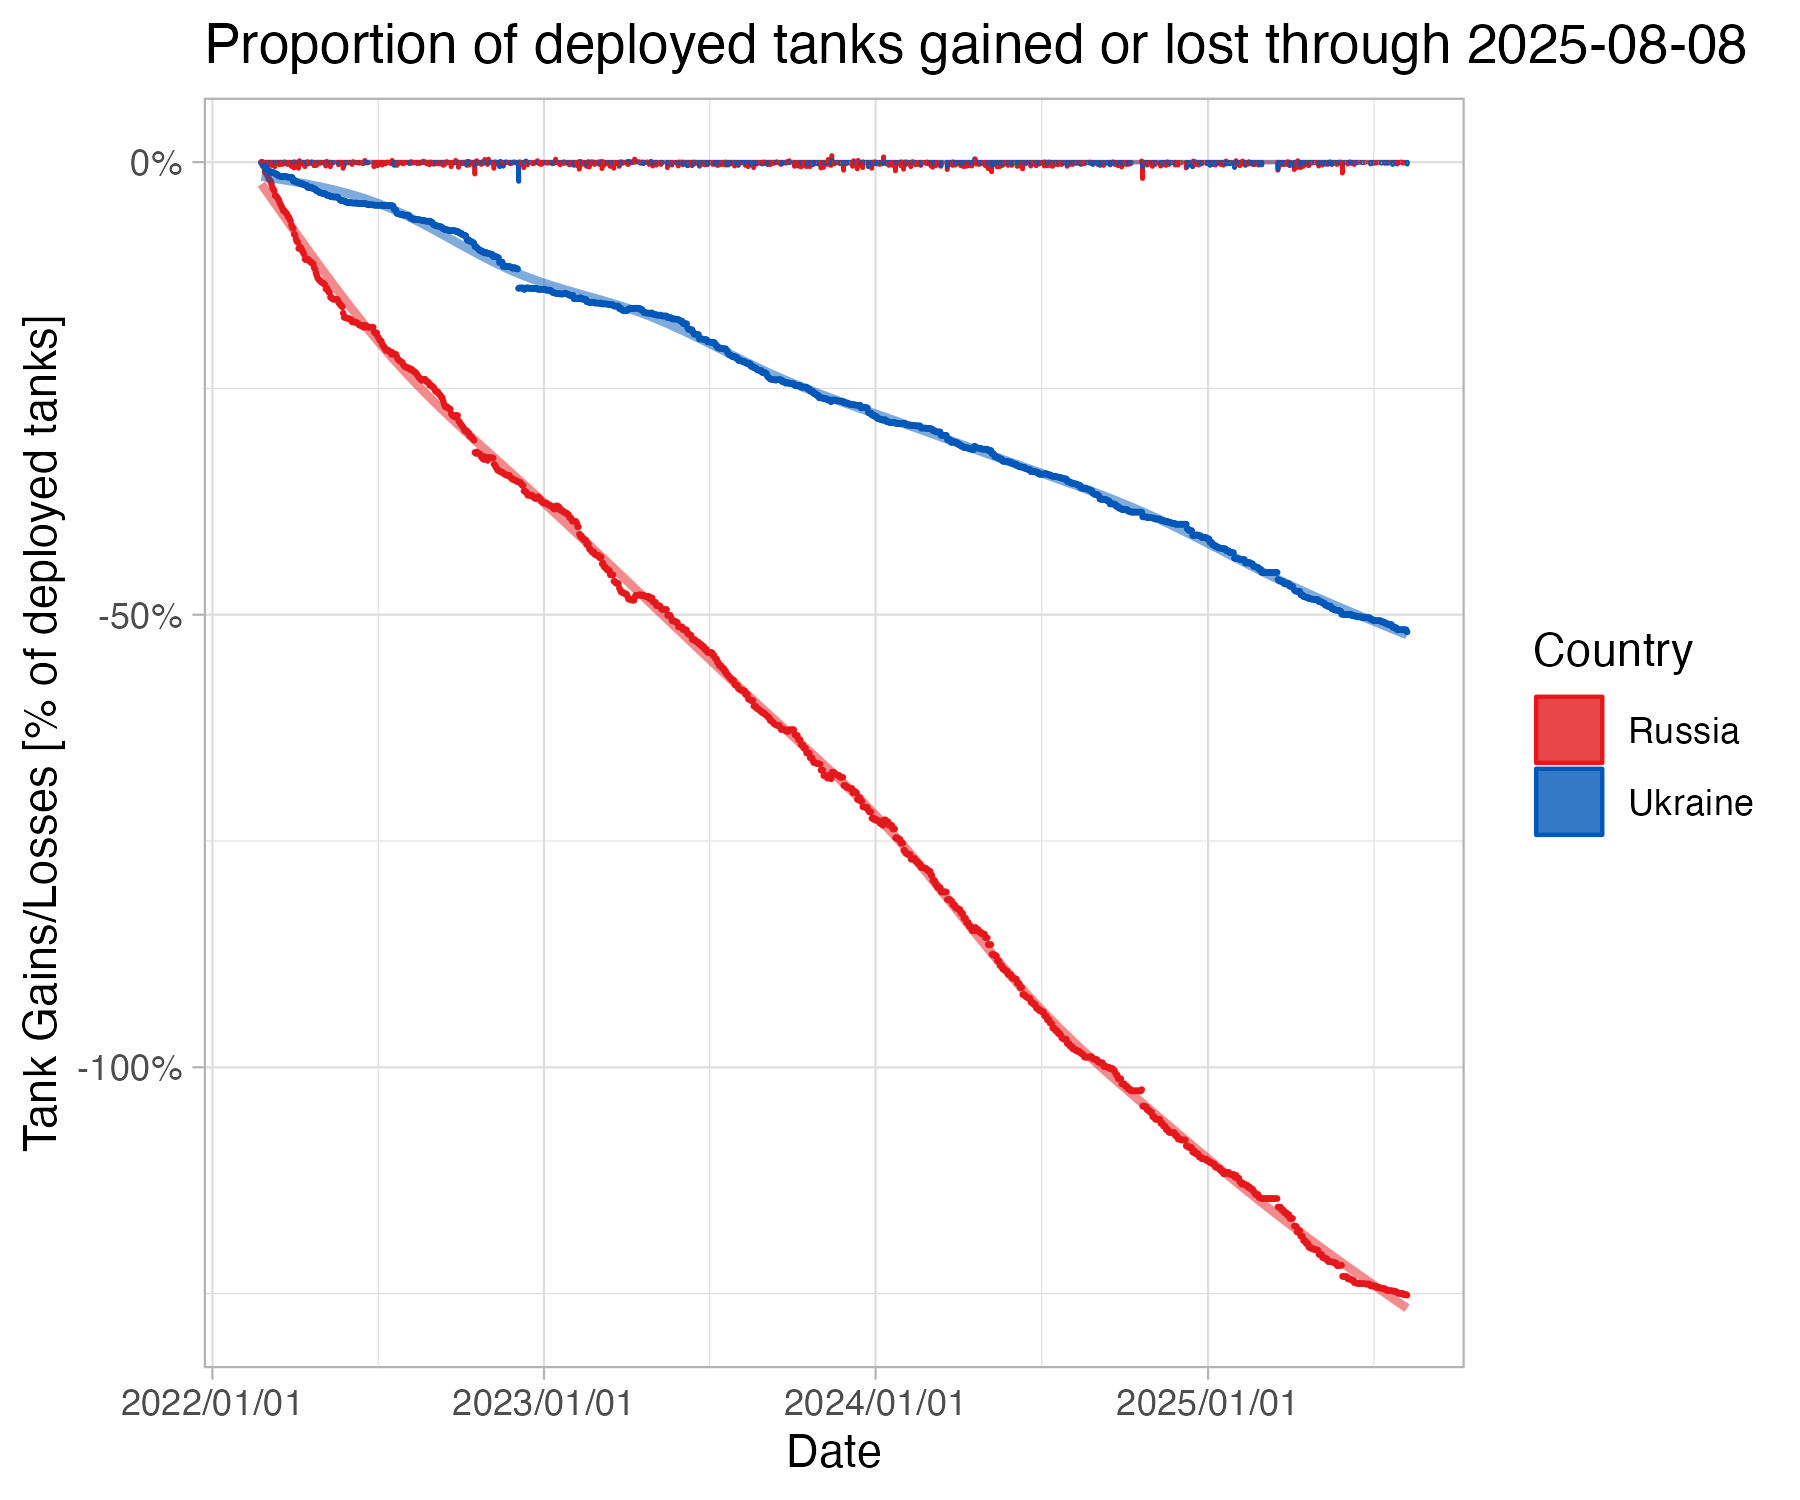 Proportion of deployed tanks gained or lost through 2025-08-08
Tank Gains/Losses [% of deployed tanks]
0%
-50%
-100%
2022/01/01
2023/01/01
2024/01/01
2025/01/01
Date
Country
Russia
Ukraine